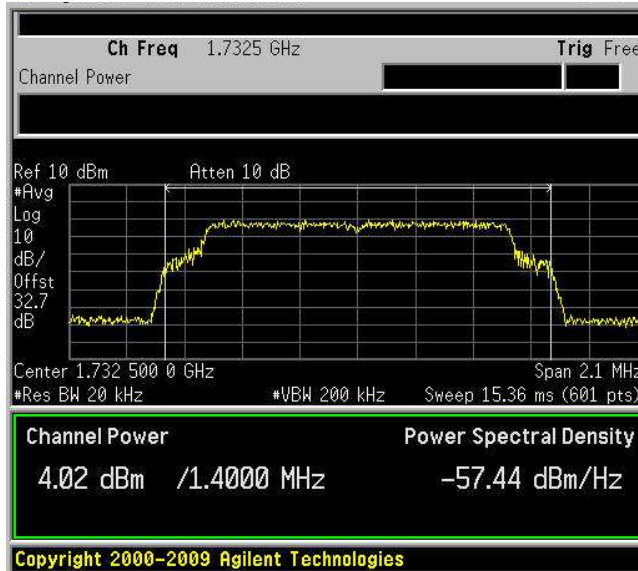 Ch Freq 1.7325 GHz Trig Free
Channel Power
Ref 10 dBm Atten 10 dB
#Avg
Log
10
dB/
Offst
32.7
dB
Center 1.732 500 0 GHz Span 2.1 MHz
#Res BW 20 kHz #VBW 200 kHz Sweep 15.36 ms (601 pts)
Channel Power Power Spectral Density
4.02 dBm /1.4000 MHz -57.44 dBm/Hz
Copyright 2000-2009 Agilent Technologies